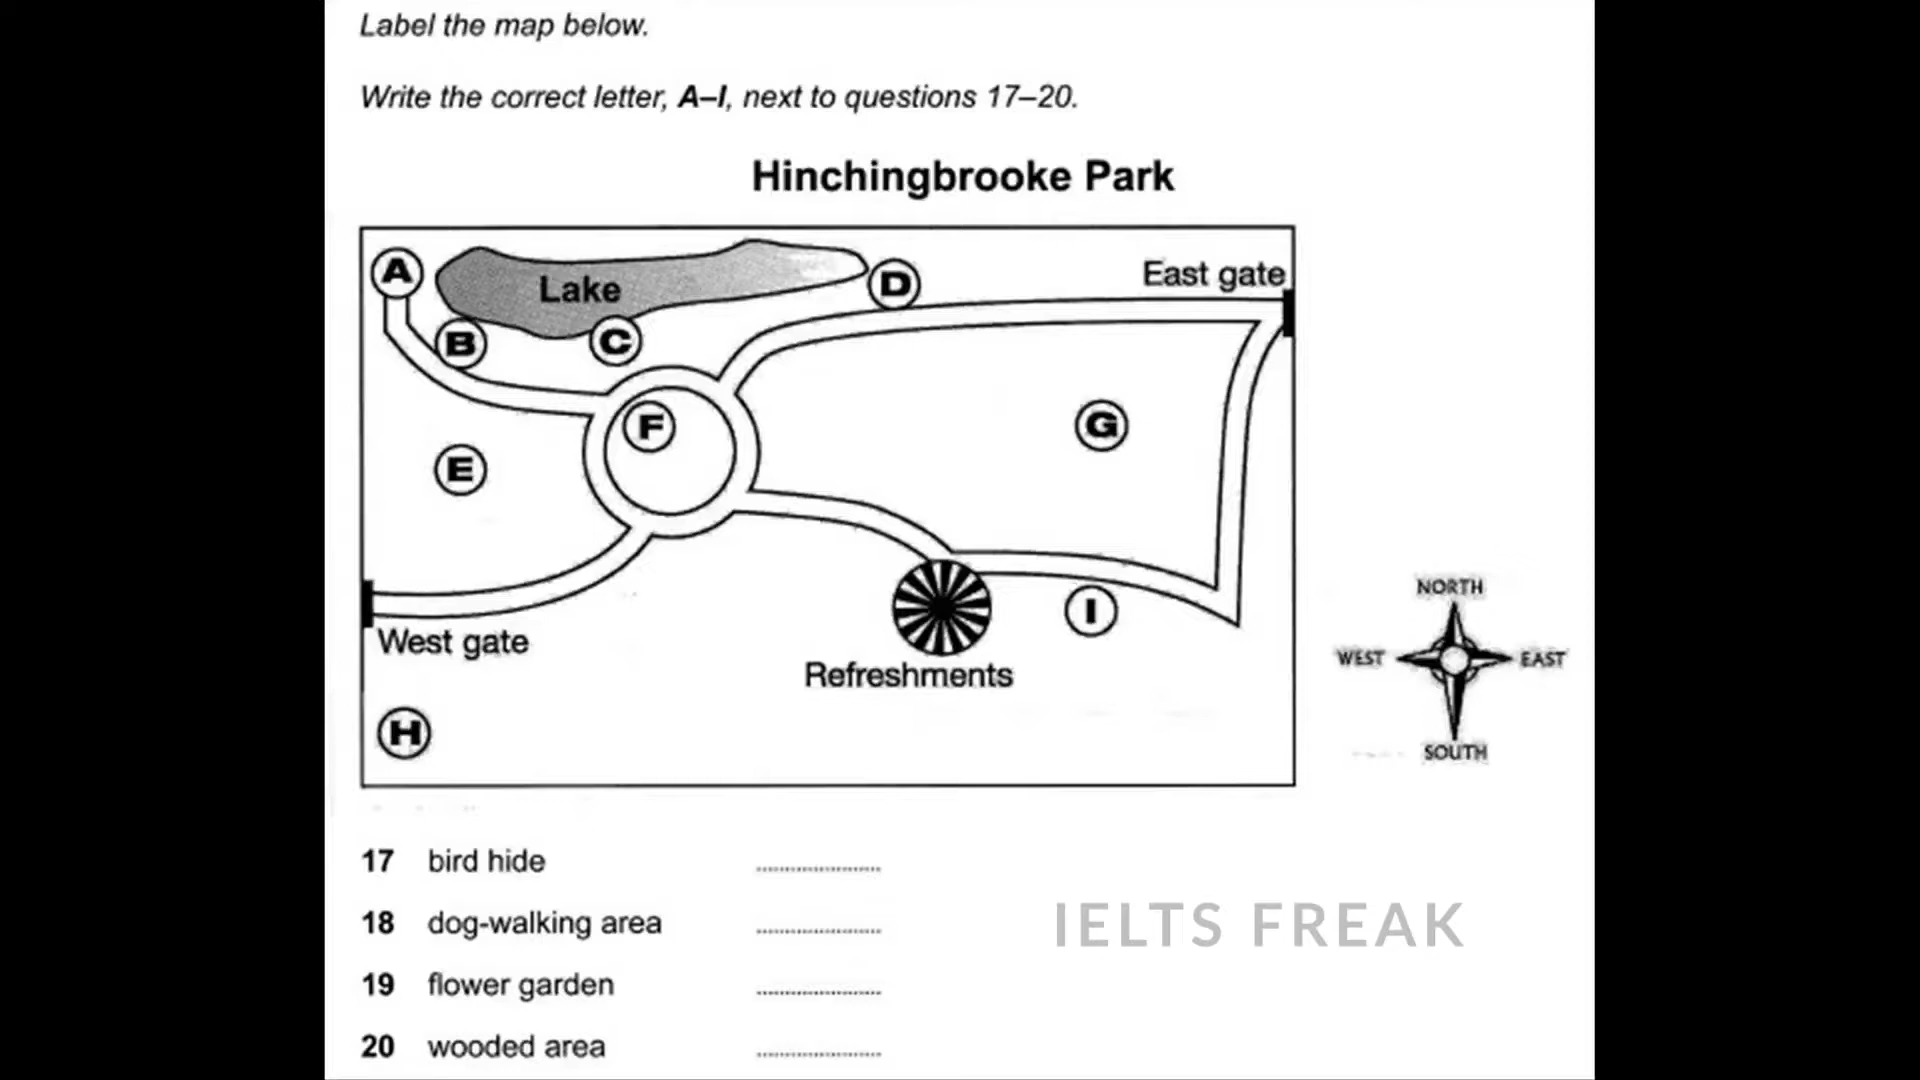 Label the map below.
Write the correct letter, A–I, next to questions 17–20.
Hinchingbrooke Park
A
Lake
D
East gate
B
C
F
G
E
I
West gate
Refreshments
H
NORTH
WEST
EAST
SOUTH
17 bird hide ........................
18 dog-walking area ........................
19 flower garden ........................
20 wooded area ........................
IELTS FREAK